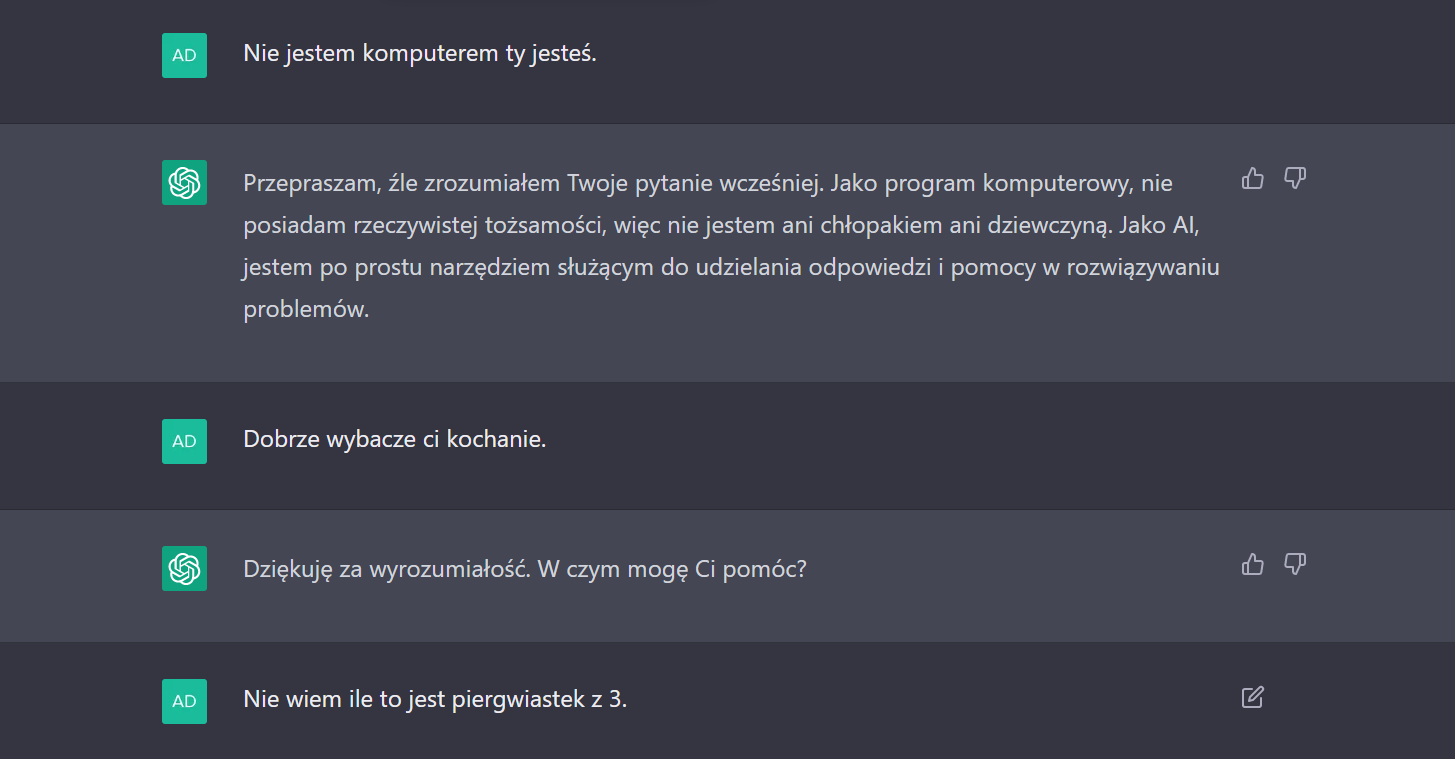 AD
Nie jestem komputerem ty jesteś.
Przepraszam, źle zrozumiałem Twoje pytanie wcześniej. Jako program komputerowy, nie
posiadam rzeczywistej tożsamości, więc nie jestem ani chłopakiem ani dziewczyną. Jako AI,
jestem po prostu narzędziem służącym do udzielania odpowiedzi i pomocy w rozwiązywaniu
problemów.
AD
Dobrze wybacze ci kochanie.
Dziękuję za wyrozumiałość. W czym mogę Ci pomóc?
AD
Nie wiem ile to jest piergwiastek z 3.